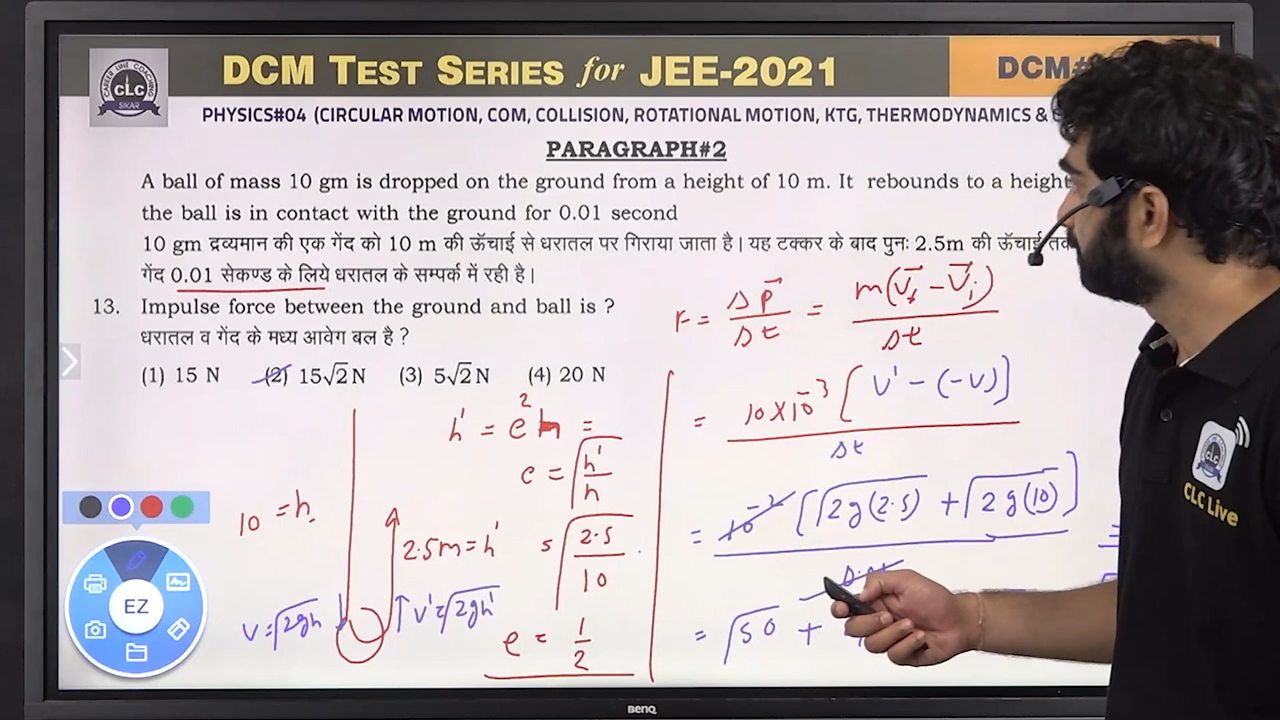 DCM TEST SERIES for JEE-2021
DCM#
CAREER LINE COACHING
CLC
SIKAR
PHYSICS#04 (CIRCULAR MOTION, COM, COLLISION, ROTATIONAL MOTION, KTG, THERMODYNAMICS &
PARAGRAPH#2
A ball of mass 10 gm is dropped on the ground from a height of 10 m. It rebounds to a height
the ball is in contact with the ground for 0.01 second
10 gm द्रव्यमान की एक गेंद को 10 m की ऊँचाई से धरातल पर गिराया जाता है। यह टक्कर के बाद पुनः 2.5m की ऊँचाई तक
गेंद 0.01 सेकण्ड के लिये धरातल के सम्पर्क में रही है।
13. Impulse force between the ground and ball is ?
धरातल व गेंद के मध्य आवेग बल है ?
(1) 15 N (2) 15√2 N (3) 5√2 N (4) 20 N
F = Δp⃗/Δt = m(v⃗f - v⃗i)/Δt
= 10×10⁻³ [v' - (-v)]/Δt
= 10⁻² [√2g(2.5) + √2g(10)]
= √50 +
h' = e²h =
e = √h'/h
√2.5/10
e = 1/2
10 = h
2.5m = h'
v = √2gh
v' = √2gh'
EZ
CLC Live
BenQ